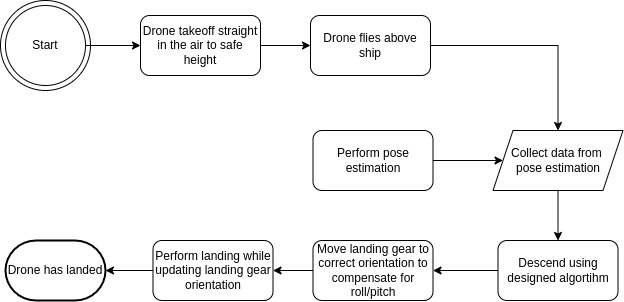 Start
Drone takeoff straight
in the air to safe
height
Drone flies above
ship
Perform pose
estimation
Collect data from
pose estimation
Descend using
designed algortihm
Move landing gear to
correct orientation to
compensate for
roll/pitch
Perform landing while
updating landing gear
orientation
Drone has landed